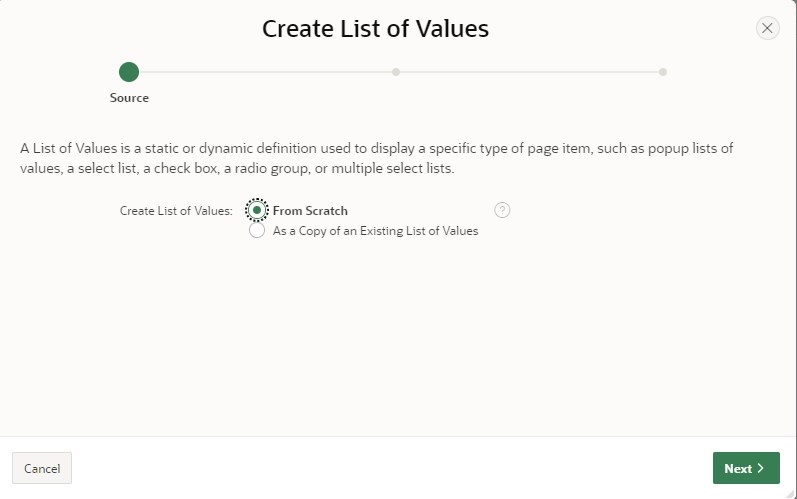 Create List of Values
Source
A List of Values is a static or dynamic definition used to display a specific type of page item, such as popup lists of
values, a select list, a check box, a radio group, or multiple select lists.
Create List of Values: From Scratch ?
As a Copy of an Existing List of Values
Cancel Next